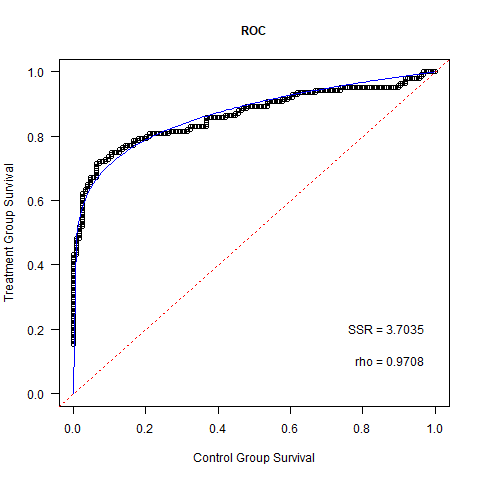 ROC
1.0
0.8
0.6
0.4
0.2
0.0
Treatment Group Survival
SSR = 3.7035
rho = 0.9708
0.0 0.2 0.4 0.6 0.8 1.0
Control Group Survival